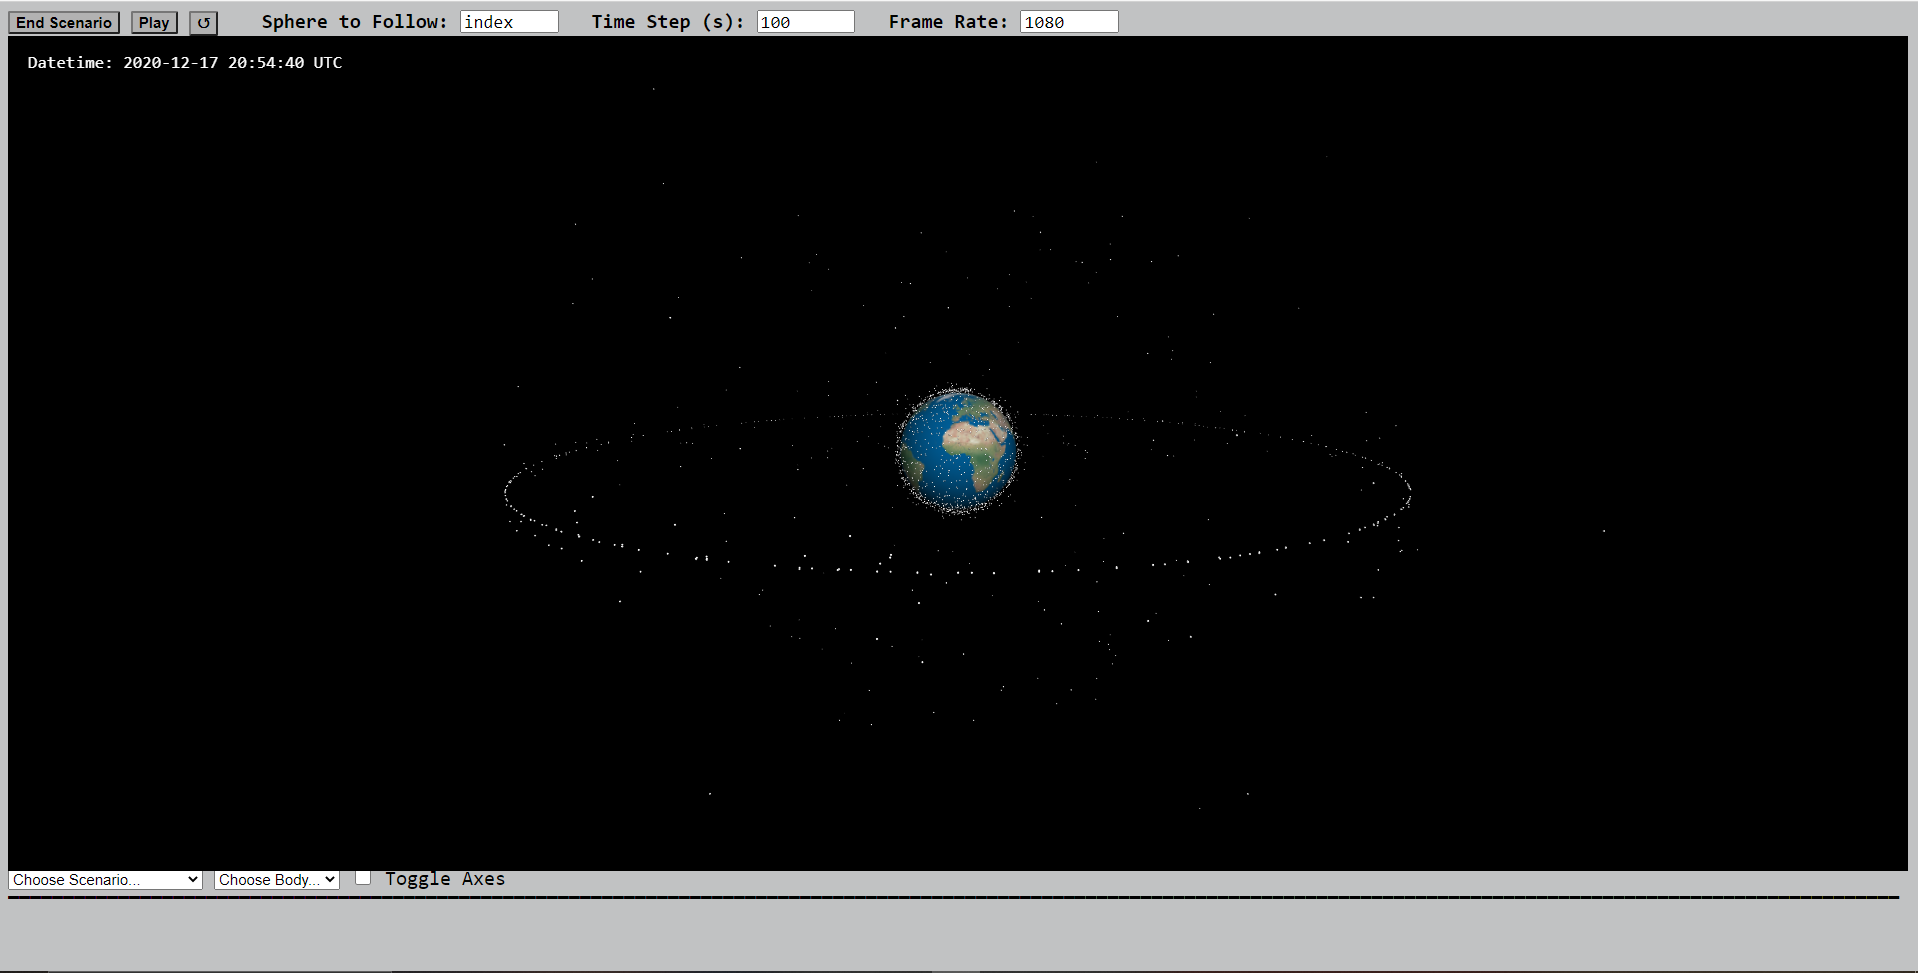 End Scenario Play ↺ Sphere to Follow: index Time Step (s): 100 Frame Rate: 1080
Datetime: 2020-12-17 20:54:40 UTC
Choose Scenario... Choose Body... Toggle Axes